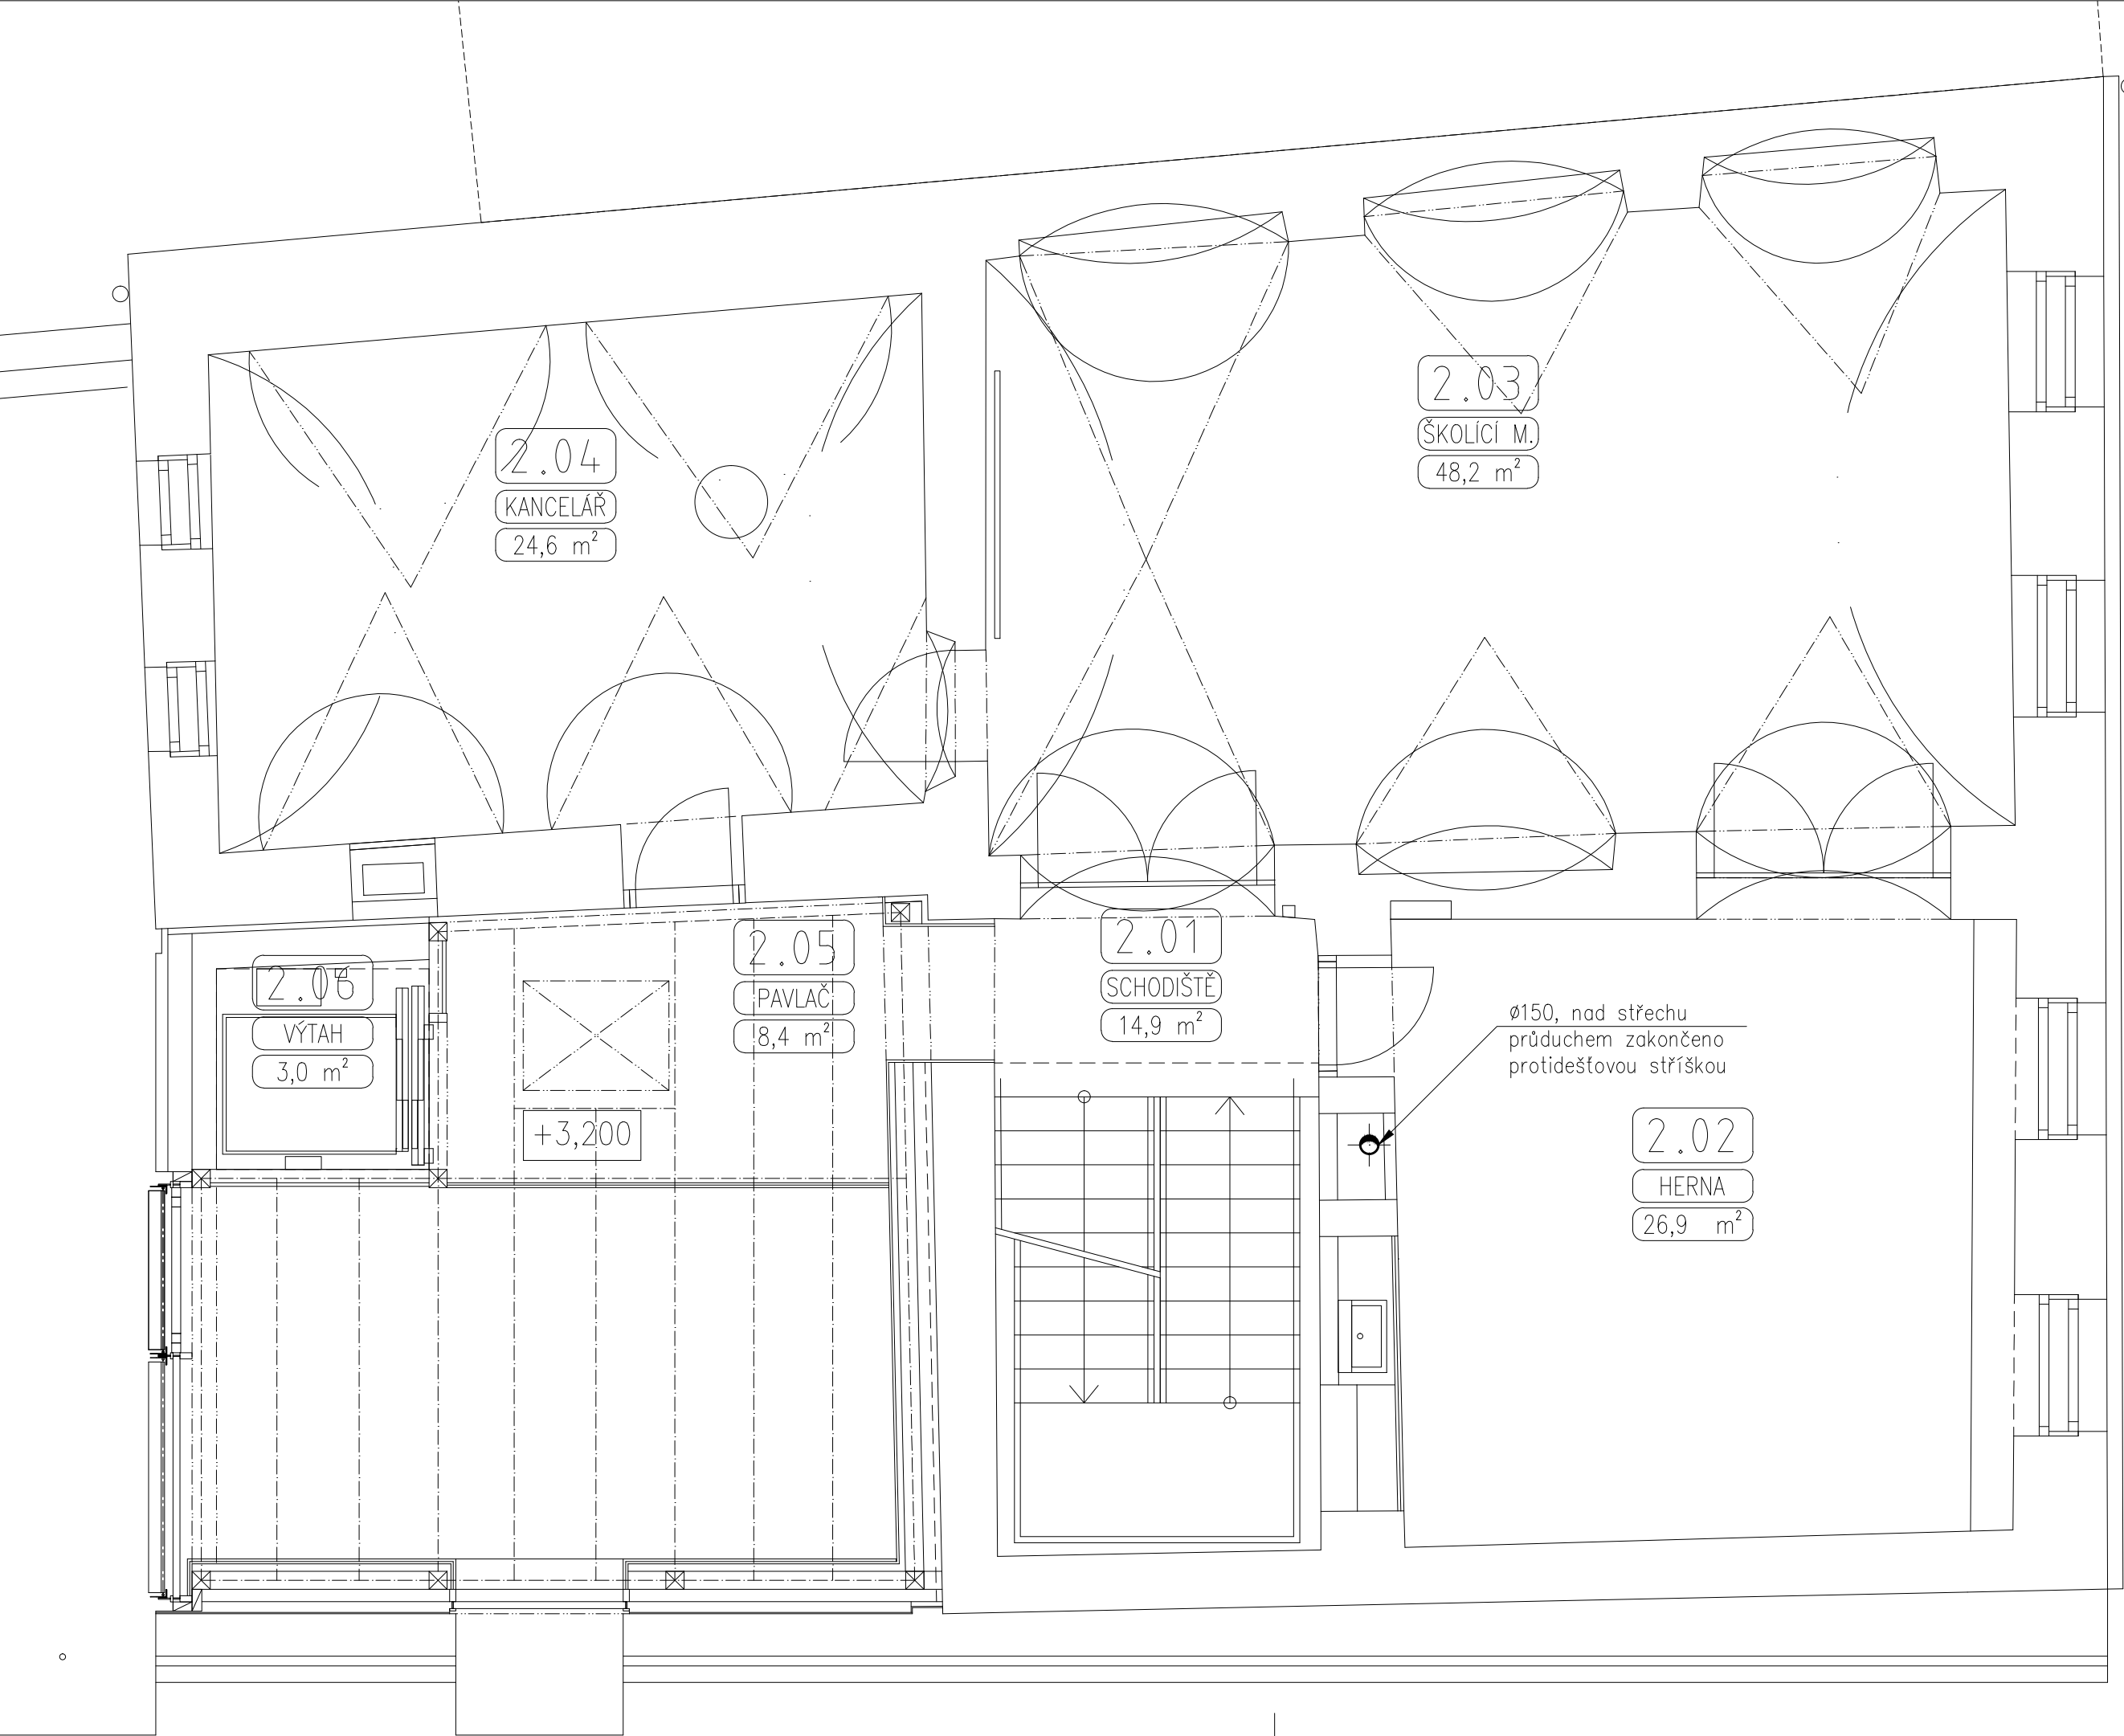 2.03
ŠKOLÍCÍ M.
48,2 m²
2.04
KANCELÁŘ
24,6 m²
2.05
PAVLAČ
8,4 m²
2.01
SCHODIŠTĚ
14,9 m²
2.06
VÝTAH
3,0 m²
+3,200
ø150, nad střechu
průduchem zakončeno
protidešťovou stříškou
2.02
HERNA
26,9 m²